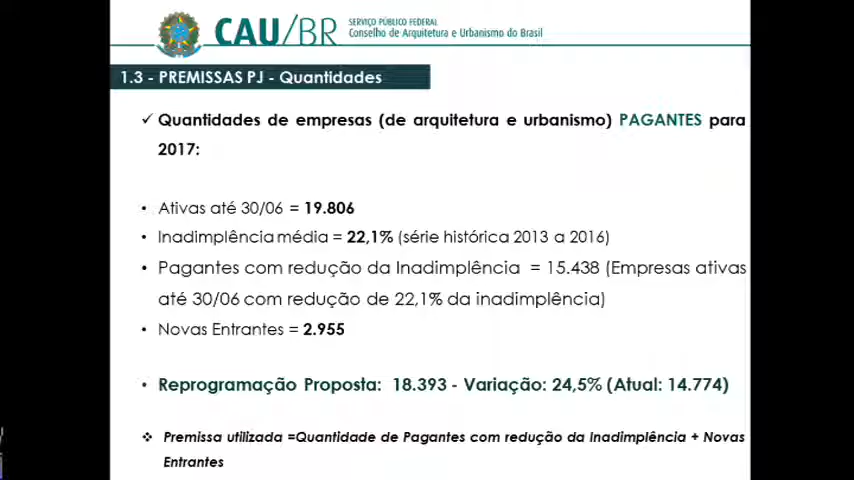 CAU/BR
SERVIÇO PÚBLICO FEDERAL
Conselho de Arquitetura e Urbanismo do Brasil
1.3 - PREMISSAS PJ - Quantidades
✓ Quantidades de empresas (de arquitetura e urbanismo) PAGANTES para
2017:
• Ativas até 30/06 = 19.806
• Inadimplência média = 22,1% (série histórica 2013 a 2016)
• Pagantes com redução da Inadimplência = 15.438 (Empresas ativas
até 30/06 com redução de 22,1% da inadimplência)
• Novas Entrantes = 2.955
• Reprogramação Proposta: 18.393 - Variação: 24,5% (Atual: 14.774)
❖ Premissa utilizada =Quantidade de Pagantes com redução da Inadimplência + Novas
Entrantes